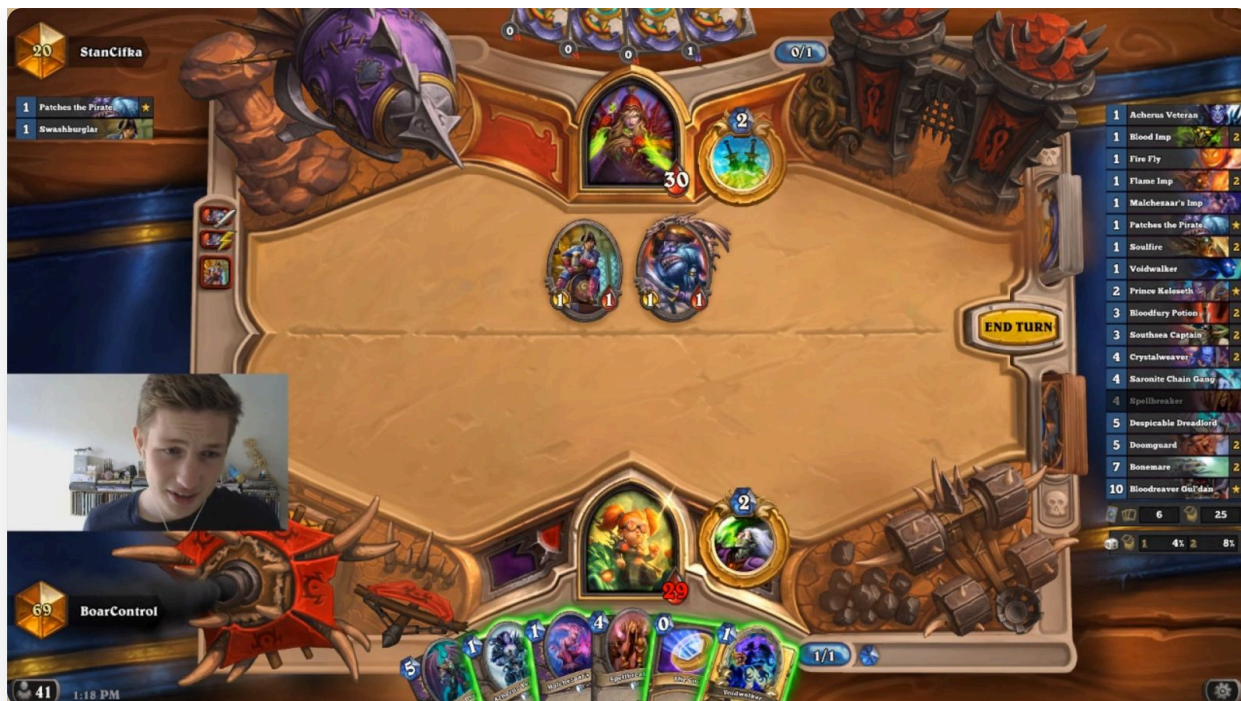 20 StanCifka
1 Patches the Pirate
1 Swashburglar
0 0 0 1
0/1
2
30
1 1 1 1
END TURN
1 Acherus Veteran
1 Blood Imp 2
1 Fire Fly
1 Flame Imp 2
1 Malchezaar's Imp
1 Patches the Pirate
1 Soulfire 2
1 Voidwalker
2 Prince Keleseth
3 Bloodfury Potion 2
3 Southsea Captain 2
4 Crystalweaver 2
4 Saronite Chain Gang
4 Spellbreaker
5 Despicable Dreadlord
5 Doomguard 2
7 Bonemare 2
10 Bloodreaver Gul'dan
6 25
1 4% 2 8%
2
29
69 BoarControl
5 1 1 4 0 1
Voidwalker
1/1
41 1:18 PM